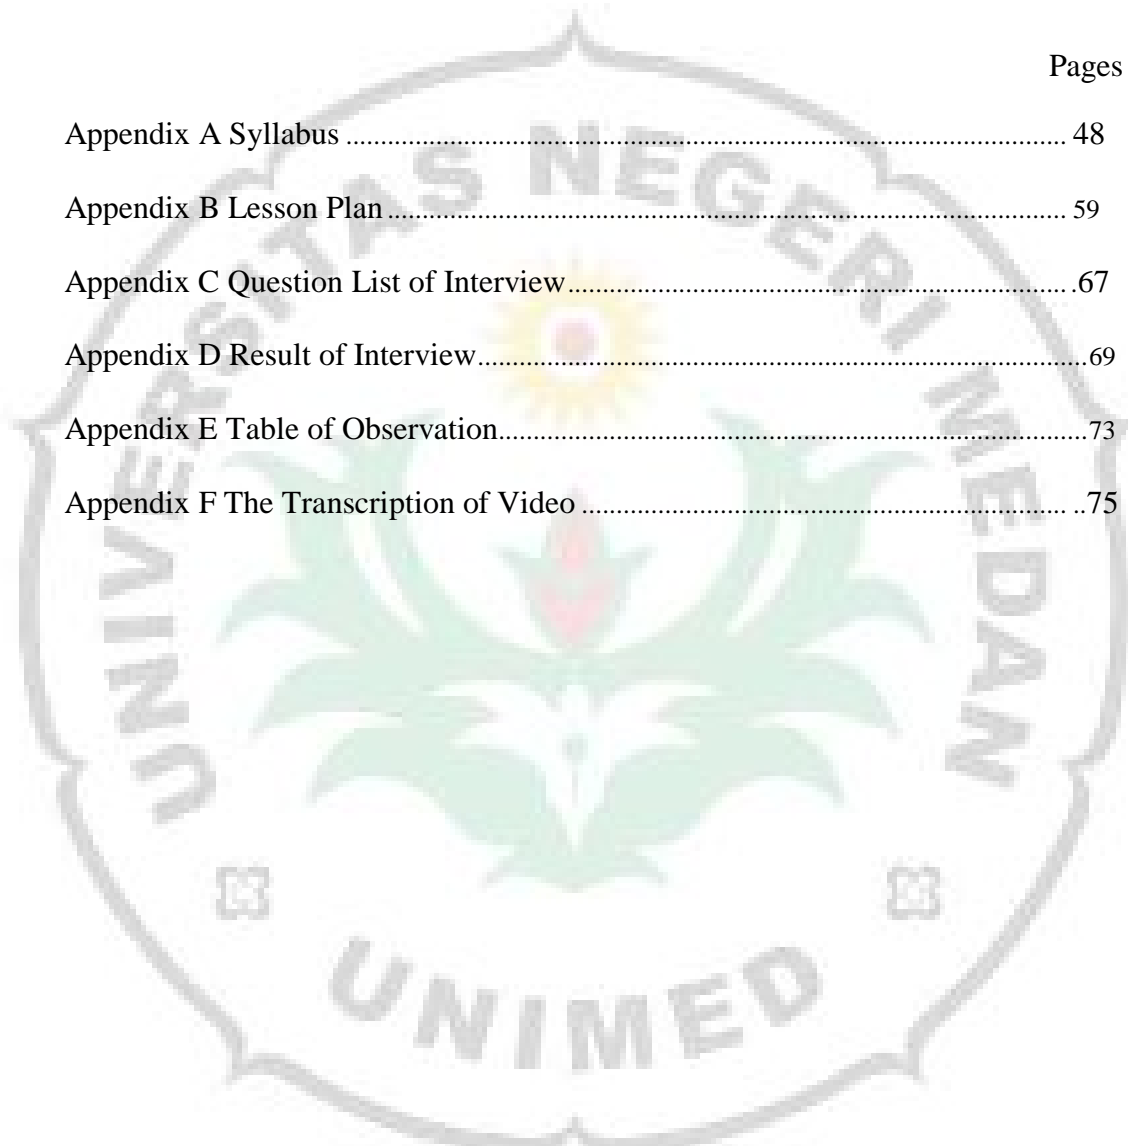 Pages
Appendix A Syllabus ........................................................................................... 48
Appendix B Lesson Plan ...................................................................................... 59
Appendix C Question List of Interview............................................................... .67
Appendix D Result of Interview.............................................................................69
Appendix E Table of Observation..........................................................................73
Appendix F The Transcription of Video ............................................................. ..75
UNIVERSITAS NEGERI MEDAN
UNIMED